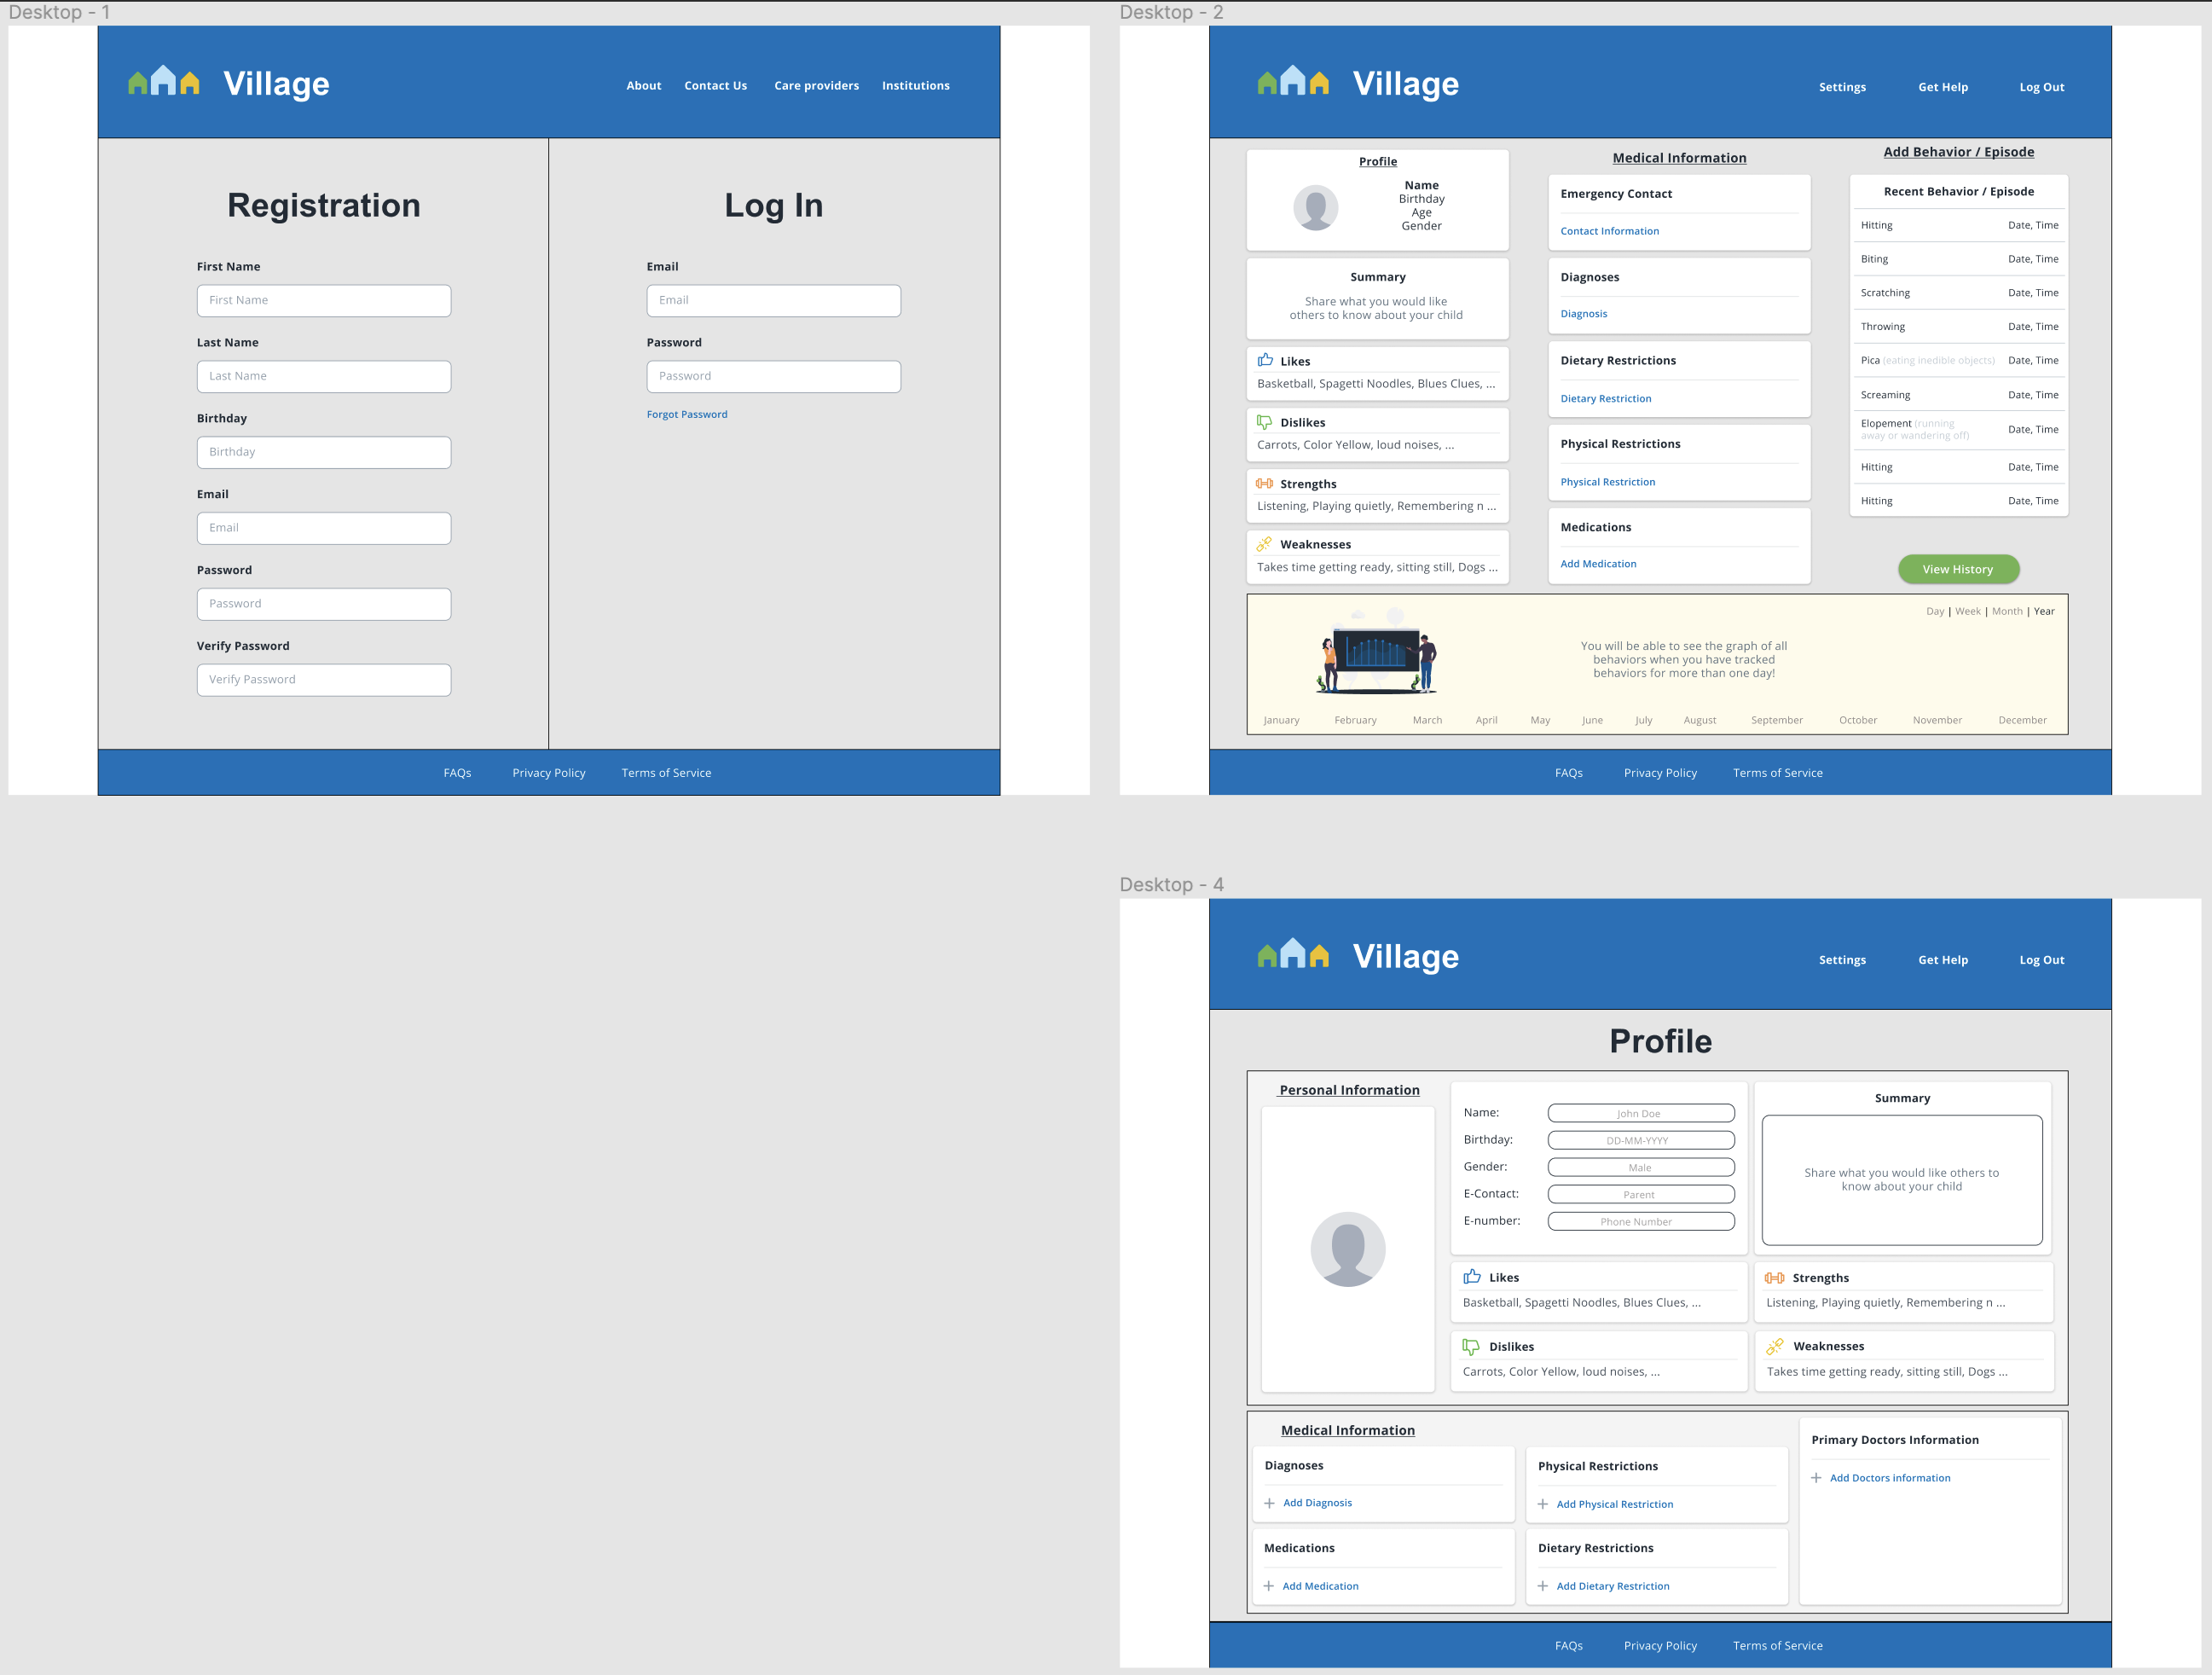 Desktop - 1
Village
About Contact Us Care providers Institutions
Registration
First Name
First Name
Last Name
Last Name
Birthday
Birthday
Email
Email
Password
Password
Verify Password
Verify Password
Log In
Email
Email
Password
Password
Forgot Password
FAQs Privacy Policy Terms of Service
Desktop - 2
Village
Settings Get Help Log Out
Profile
Name
Birthday
Age
Gender
Summary
Share what you would like
others to know about your child
Likes
Basketball, Spagetti Noodles, Blues Clues, ...
Dislikes
Carrots, Color Yellow, loud noises, ...
Strengths
Listening, Playing quietly, Remembering n ...
Weaknesses
Takes time getting ready, sitting still, Dogs ...
Medical Information
Emergency Contact
Contact Information
Diagnoses
Diagnosis
Dietary Restrictions
Dietary Restriction
Physical Restrictions
Physical Restriction
Medications
Add Medication
Add Behavior / Episode
Recent Behavior / Episode
Hitting Date, Time
Biting Date, Time
Scratching Date, Time
Throwing Date, Time
Pica (eating inedible objects) Date, Time
Screaming Date, Time
Elopement (running
away or wandering off) Date, Time
Hitting Date, Time
Hitting Date, Time
View History
Day | Week | Month | Year
You will be able to see the graph of all
behaviors when you have tracked
behaviors for more than one day!
January February March April May June July August September October November December
FAQs Privacy Policy Terms of Service
Desktop - 4
Village
Settings Get Help Log Out
Profile
Personal Information
Name: John Doe
Birthday: DD-MM-YYYY
Gender: Male
E-Contact: Parent
E-number: Phone Number
Summary
Share what you would like others to
know about your child
Likes
Basketball, Spagetti Noodles, Blues Clues, ...
Strengths
Listening, Playing quietly, Remembering n ...
Dislikes
Carrots, Color Yellow, loud noises, ...
Weaknesses
Takes time getting ready, sitting still, Dogs ...
Medical Information
Diagnoses
+ Add Diagnosis
Physical Restrictions
+ Add Physical Restriction
Primary Doctors Information
+ Add Doctors information
Medications
+ Add Medication
Dietary Restrictions
+ Add Dietary Restriction
FAQs Privacy Policy Terms of Service